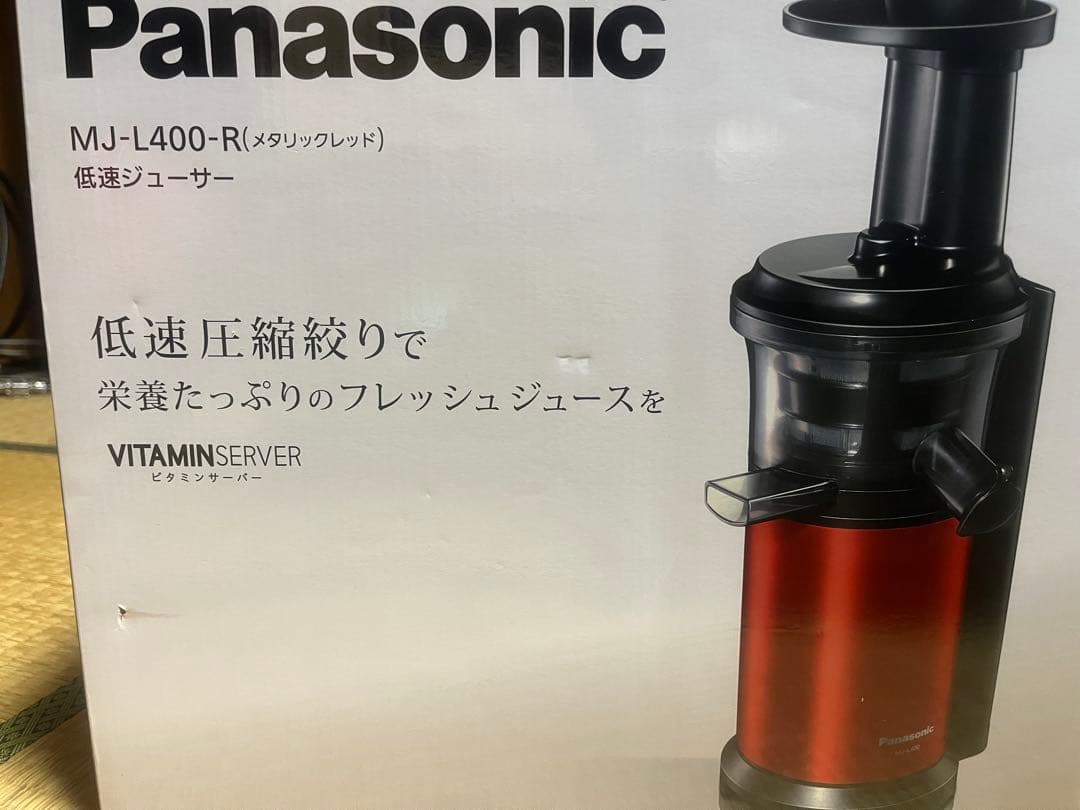 Panasonic
MJ-L400-R(メタリックレッド)
低速ジューサー
低速圧縮絞りで
栄養たっぷりのフレッシュジュースを
VITAMINSERVER
ビタミンサーバー
Panasonic
MJ-L400